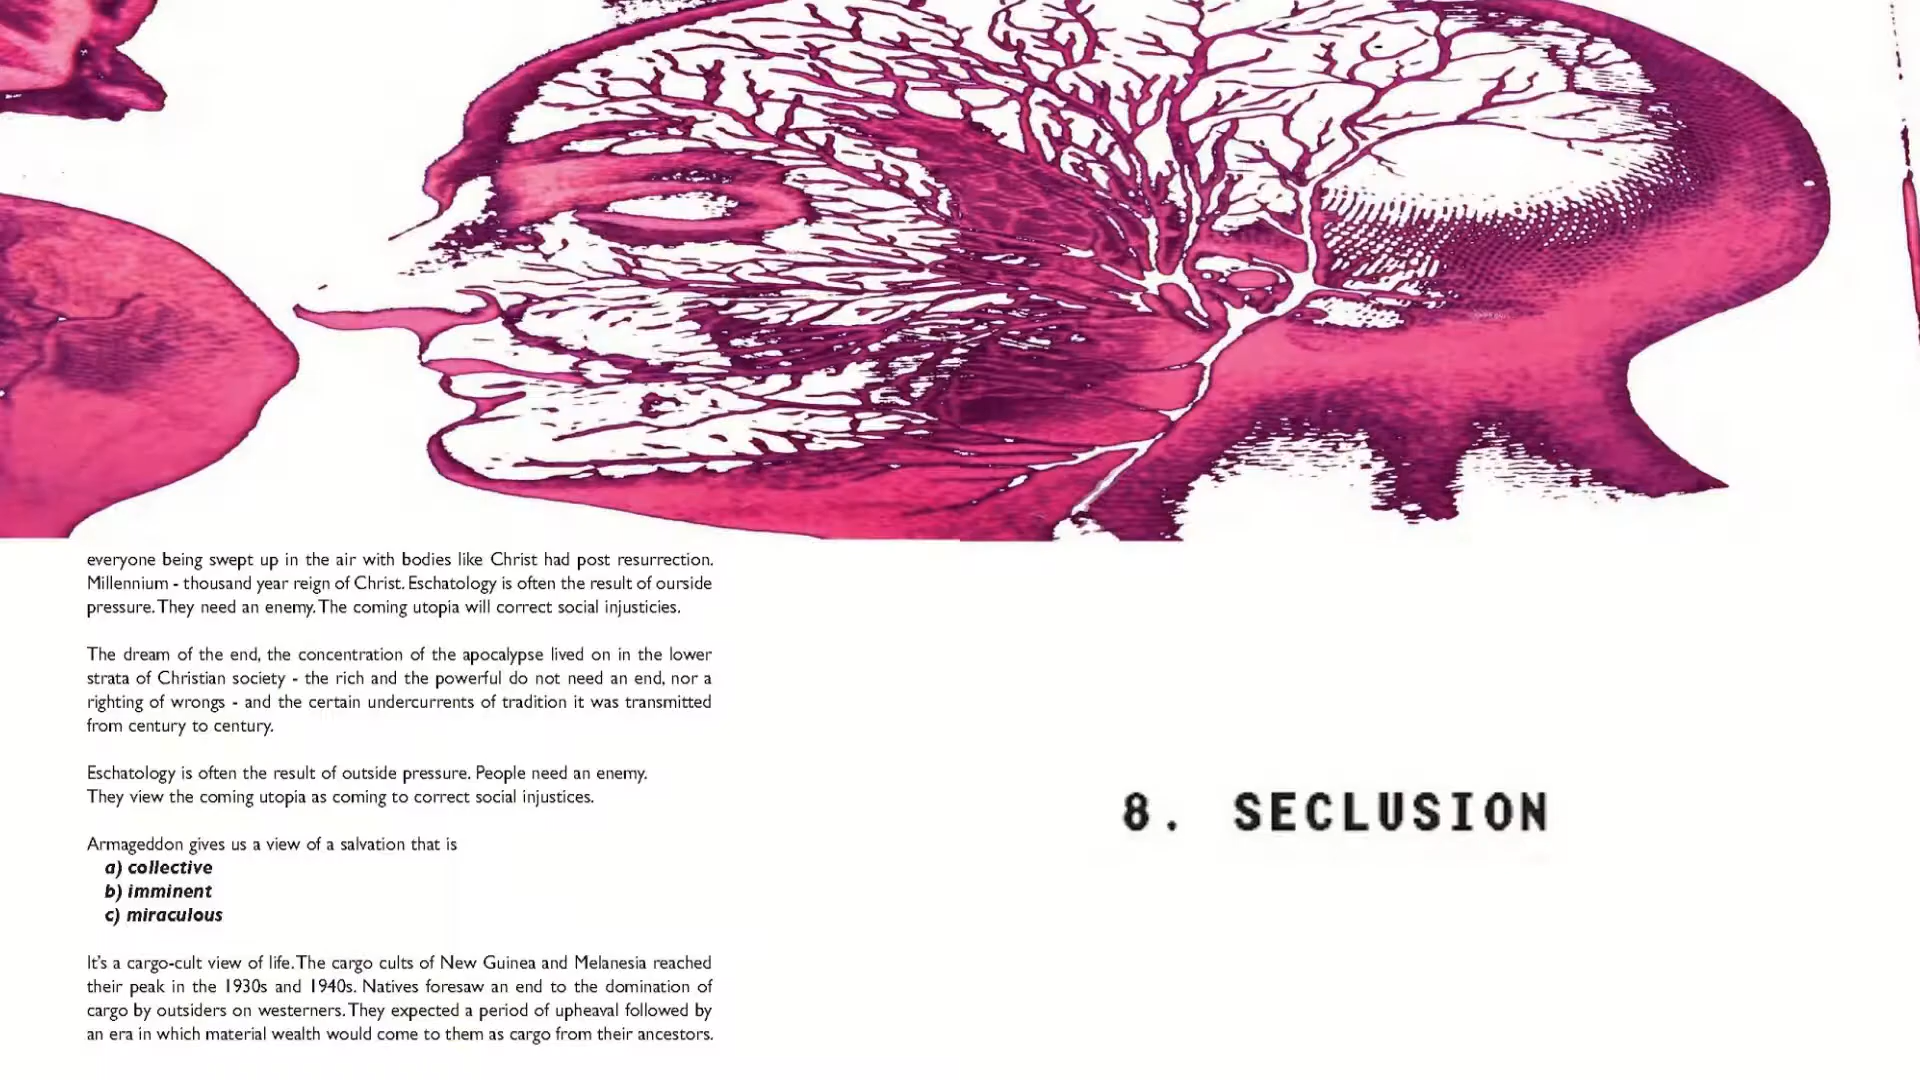 everyone being swept up in the air with bodies like Christ had post resurrection.
Millennium - thousand year reign of Christ. Eschatology is often the result of ourside
pressure. They need an enemy. The coming utopia will correct social injusticies.
The dream of the end, the concentration of the apocalypse lived on in the lower
strata of Christian society - the rich and the powerful do not need an end, nor a
righting of wrongs - and the certain undercurrents of tradition it was transmitted
from century to century.
Eschatology is often the result of outside pressure. People need an enemy.
They view the coming utopia as coming to correct social injustices.
Armageddon gives us a view of a salvation that is
a) collective
b) imminent
c) miraculous
It's a cargo-cult view of life. The cargo cults of New Guinea and Melanesia reached
their peak in the 1930s and 1940s. Natives foresaw an end to the domination of
cargo by outsiders on westerners. They expected a period of upheaval followed by
an era in which material wealth would come to them as cargo from their ancestors.
8. SECLUSION